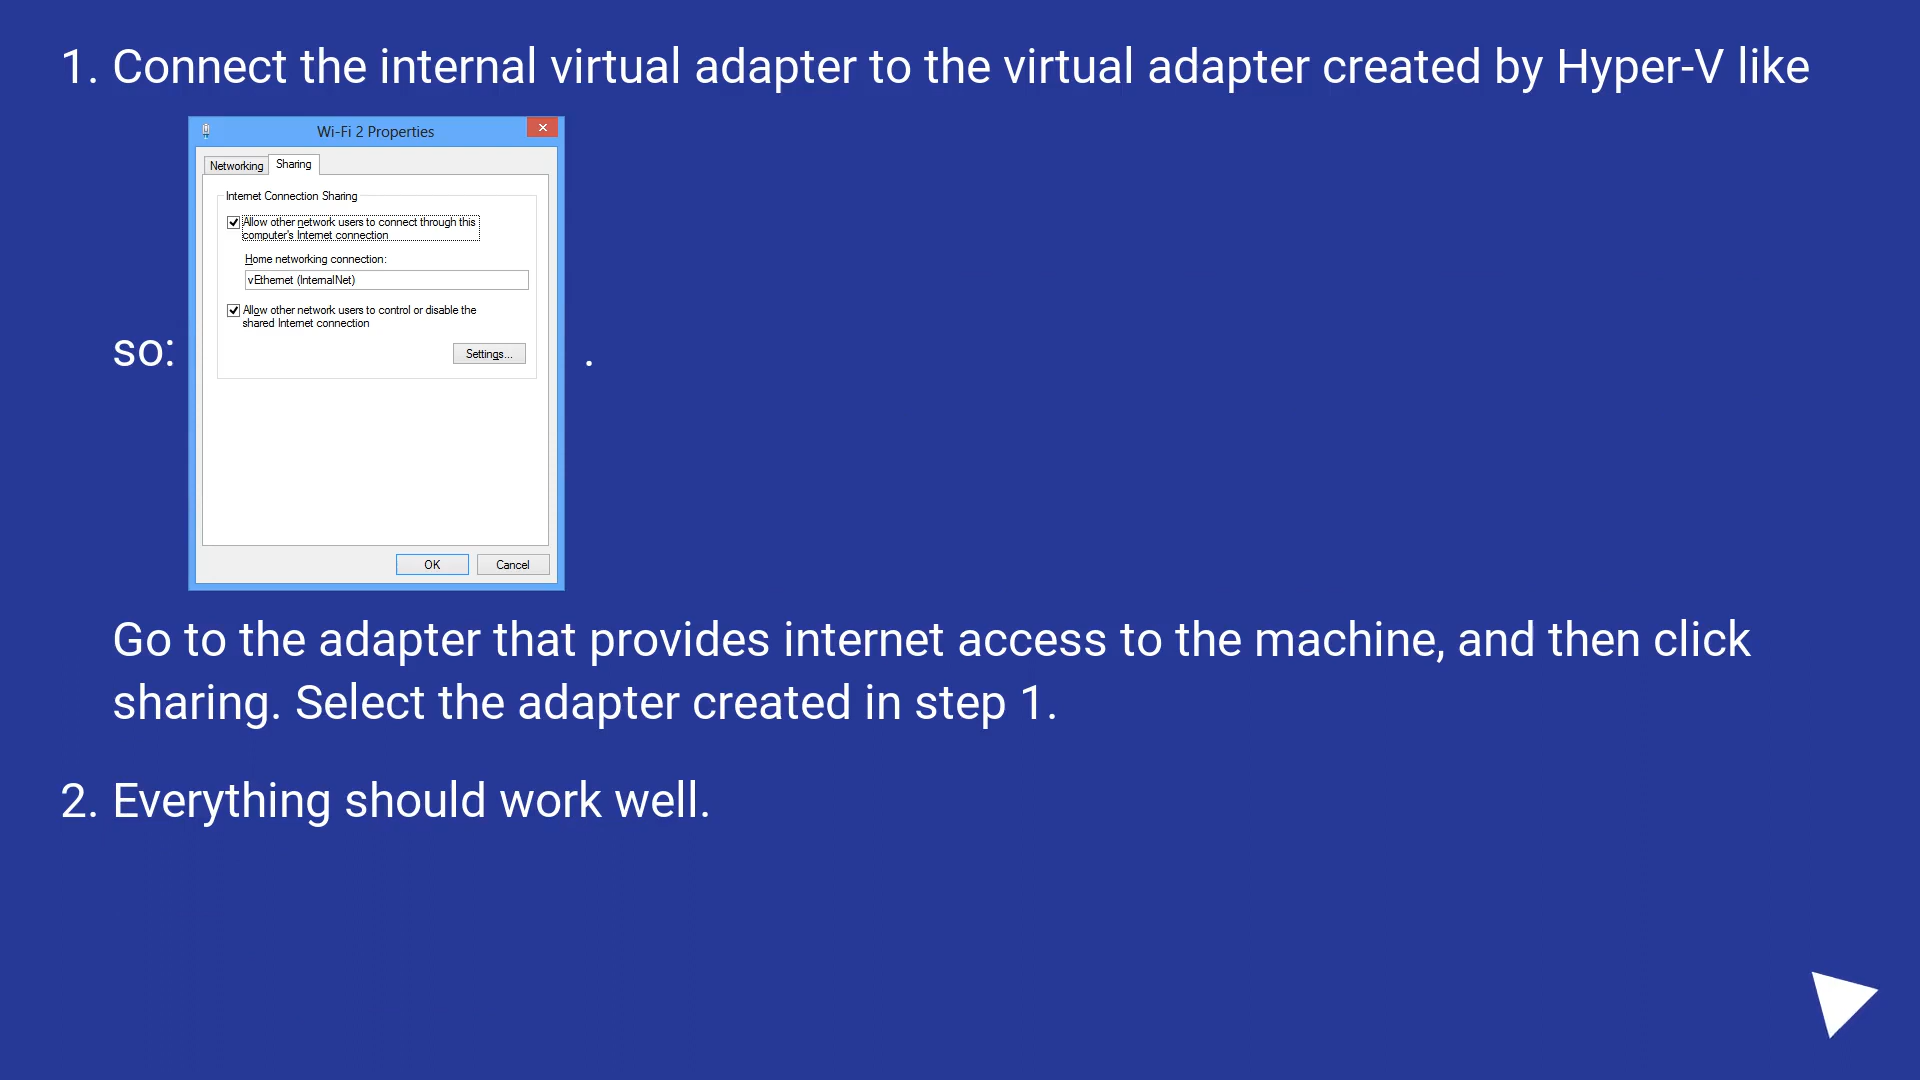 1. Connect the internal virtual adapter to the virtual adapter created by Hyper-V like
Wi-Fi 2 Properties
Networking
Sharing
Internet Connection Sharing
Allow other network users to connect through this
computer's Internet connection
Home networking connection:
vEthernet (InternalNet)
Allow other network users to control or disable the
shared Internet connection
Settings...
so: .
OK
Cancel
Go to the adapter that provides internet access to the machine, and then click
sharing. Select the adapter created in step 1.
2. Everything should work well.